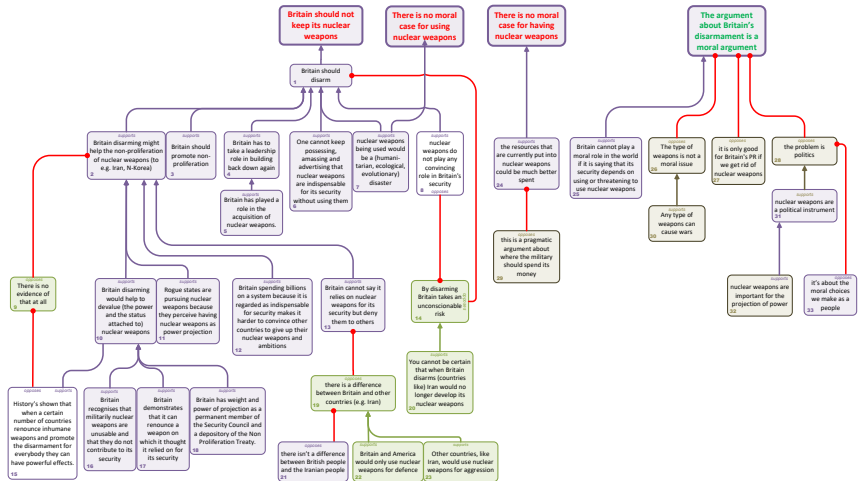 Britain should not
keep its nuclear
weapons
There is no moral
case for using
nuclear weapons
There is no moral
case for having
nuclear weapons
The argument
about Britain's
disarmament is a
moral argument
Britain should
disarm
1
supports
Britain disarming might
help the non-proliferation
of nuclear weapons (to
e.g. Iran, N-Korea)
2
supports
Britain should
promote non-
proliferation
3
supports
Britain has to
take a leadership
role in building
back down again
4
supports
Britain has played a
role in the
acquisition of
nuclear weapons.
5
supports
One cannot keep
possessing,
amassing and
advertising that
nuclear weapons
are indispensable
for its security
without using them
6
supports
nuclear weapons
being used would
be a (humani-
tarian, ecological,
evolutionary)
disaster
7
supports
nuclear weapons
do not play any
convincing
role in Britain's
security
8
opposes
supports
the resources
that are currently put into
nuclear weapons
could be much better
spent
24
opposes
this is a pragmatic
argument about
where the military
should spend its
money
supports
Britain cannot play a
moral role in the world
if it is saying that its
security depends on
using or threatening to
use nuclear weapons
25
opposes
The type of
weapons is not a
moral issue
26
supports
Any type of
weapons can
cause wars
30
opposes
it is only good
for Britain's PR if
we get rid of
nuclear weapons
27
opposes
the problem is
politics
28
supports
nuclear weapons are
a political instrument
31
supports
nuclear weapons are
important for the
projection of power
32
opposes
it's about the
moral choices
we make as a
people
33
opposes
There is no
evidence of
that at all
9
supports
Britain disarming
would help to
devalue (the power
and the status
attached to)
nuclear weapons
10
supports
Rogue states are
pursuing nuclear
weapons because
they perceive having
nuclear weapons as
power projection
11
supports
Britain spending billions
on a system because it is
regarded as indispensable
for security makes it
harder to convince other
countries to give up their
nuclear weapons and
ambitions
12
supports
Britain cannot say it
relies on nuclear
weapons for its
security but deny
them to others
13
opposes
By disarming
Britain takes an
unconscionable
risk
14
opposes
supports
You cannot be certain
that when Britain
disarms (countries
like) Iran would no
longer develop its
nuclear weapons
20
opposes supports
History's shown that
when a certain
number of countries
renounce inhumane
weapons and promote
the disarmament for
everybody they can
have powerful effects.
15
supports
Britain
recognises that
militarily nuclear
weapons are
unusable and
that they do not
contribute to its
security
16
supports
Britain
demonstrates
that it can
renounce a
weapon on
which it thought
it relied on for
its security
17
supports
Britain has weight and
power of projection as a
permanent member of
the Security Council and
a depository of the Non
Proliferation Treaty.
18
opposes
there is a difference
between Britain and other
countries (e.g. Iran)
19
opposes
there isn't a difference
between British people
and the Iranian people
21
supports
Britain and America
would only use nuclear
weapons for defence
22
supports
Other countries, like
Iran, would use nuclear
weapons for aggression
23